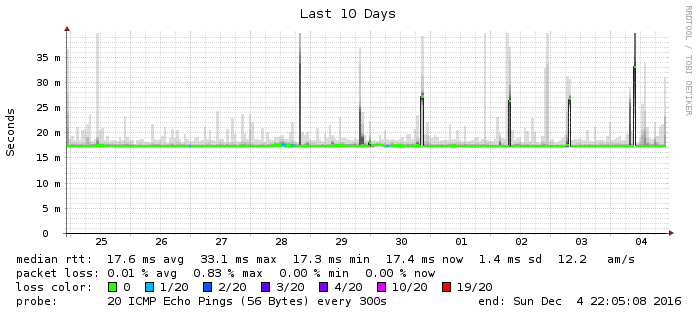 Last 10 Days
RRDTOOL / TOBI OETIKER
Seconds
35 m
30 m
25 m
20 m
15 m
10 m
5 m
0
25 26 27 28 29 30 01 02 03 04
median rtt: 17.6 ms avg 33.1 ms max 17.3 ms min 17.4 ms now 1.4 ms sd 12.2 am/s
packet loss: 0.01 % avg 0.83 % max 0.00 % min 0.00 % now
loss color: 0 1/20 2/20 3/20 4/20 10/20 19/20
probe: 20 ICMP Echo Pings (56 Bytes) every 300s end: Sun Dec 4 22:05:08 2016